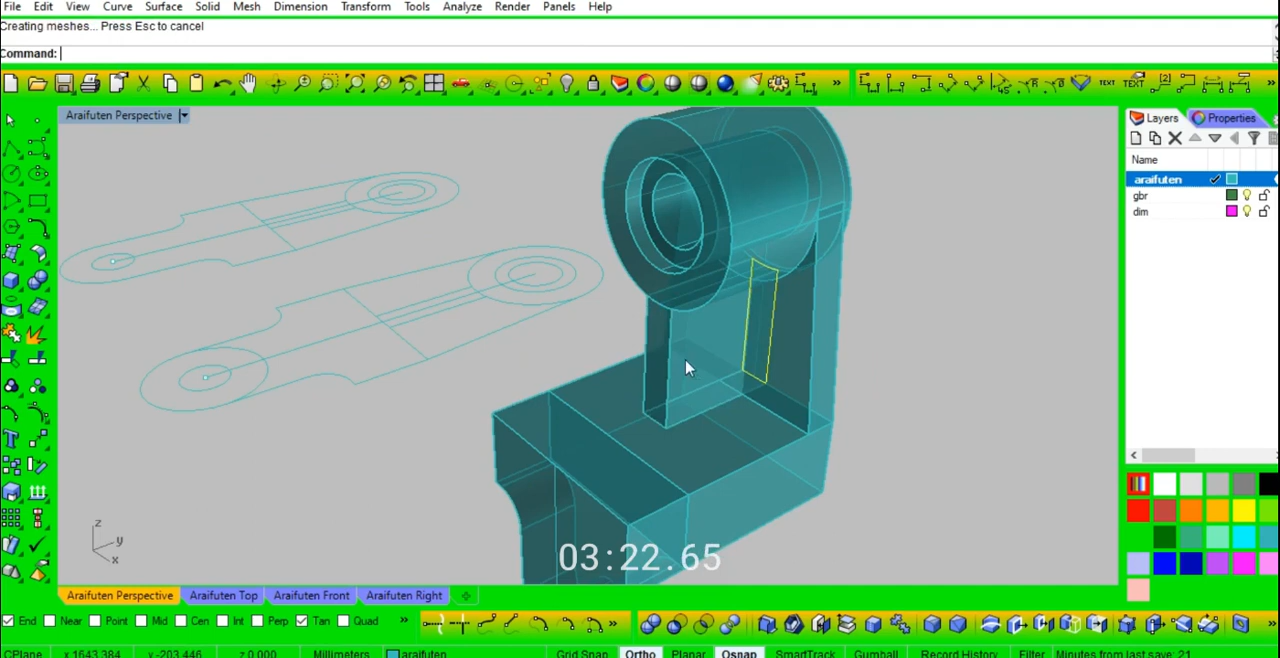 File Edit View Curve Surface Solid Mesh Dimension Transform Tools Analyze Render Panels Help
Creating meshes... Press Esc to cancel
Command:
TEXT TEXT
Araifuten Perspective
Layers Properties
Name
araifuten
gbr
dim
z
y
x
03:22.65
Araifuten Perspective Araifuten Top Araifuten Front Araifuten Right
End Near Point Mid Cen Int Perp Tan Quad
CPlane x 1643.384 y -203.446 z 0.000 Millimeters araifuten Grid Snap Ortho Planar Osnap SmartTrack Gumball Record History Filter Minutes from last save: 21